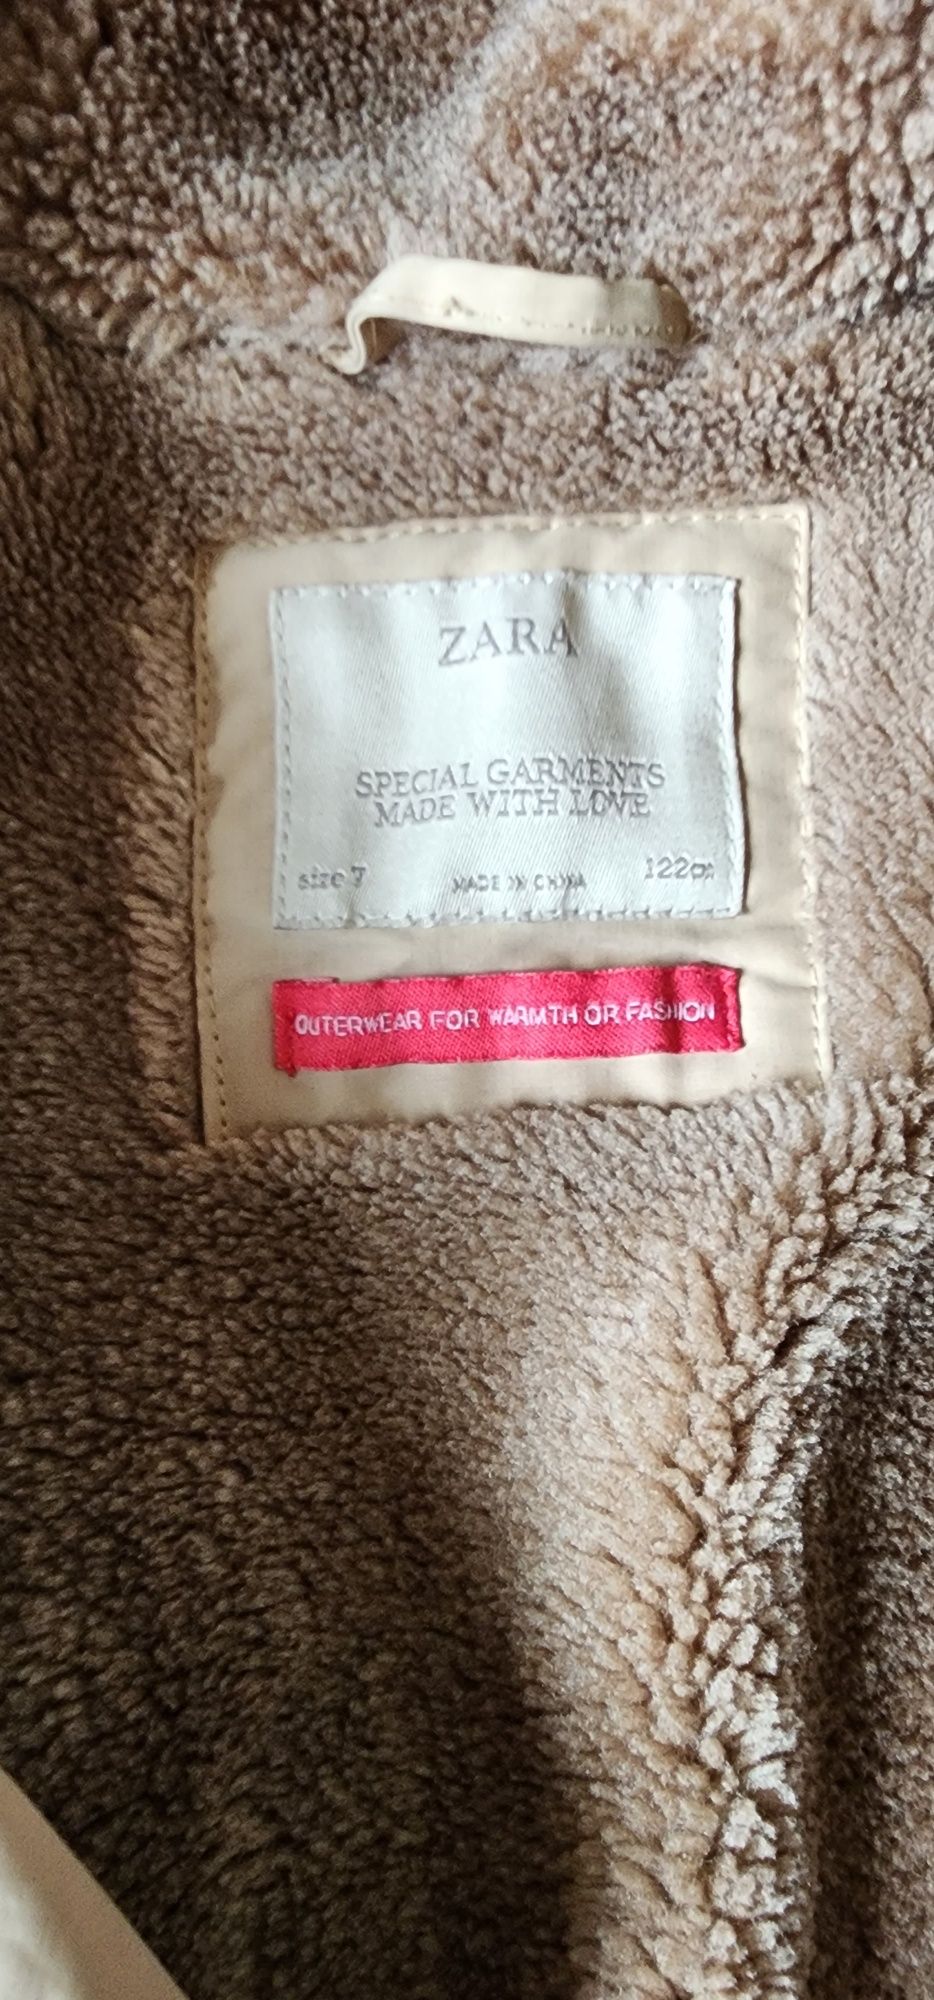 ZARA
SPECIAL GARMENTS
MADE WITH LOVE
size 7 MADE IN CHINA 122cm
OUTERWEAR FOR WARMTH OR FASHION